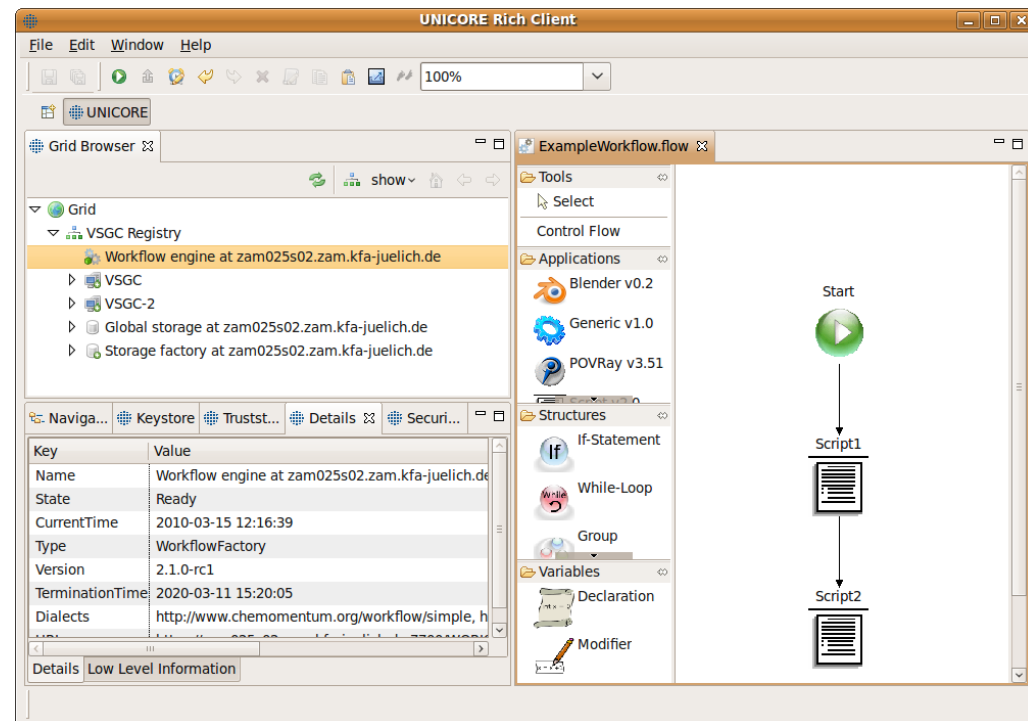 UNICORE Rich Client
File Edit Window Help
100%
UNICORE
Grid Browser
show
Grid
VSGC Registry
Workflow engine at zam025s02.zam.kfa-juelich.de
VSGC
VSGC-2
Global storage at zam025s02.zam.kfa-juelich.de
Storage factory at zam025s02.zam.kfa-juelich.de
Naviga... Keystore Trustst... Details Securi...
Key Value
Name Workflow engine at zam025s02.zam.kfa-juelich.de
State Ready
CurrentTime 2010-03-15 12:16:39
Type WorkflowFactory
Version 2.1.0-rc1
TerminationTime 2020-03-11 15:20:05
Dialects http://www.chemomentum.org/workflow/simple, h
Details Low Level Information
ExampleWorkflow.flow
Tools
Select
Control Flow
Applications
Blender v0.2
Generic v1.0
POVRay v3.51
Structures
If
If-Statement
While
While-Loop
Group
Variables
Declaration
Modifier
Start
Script1
Script2